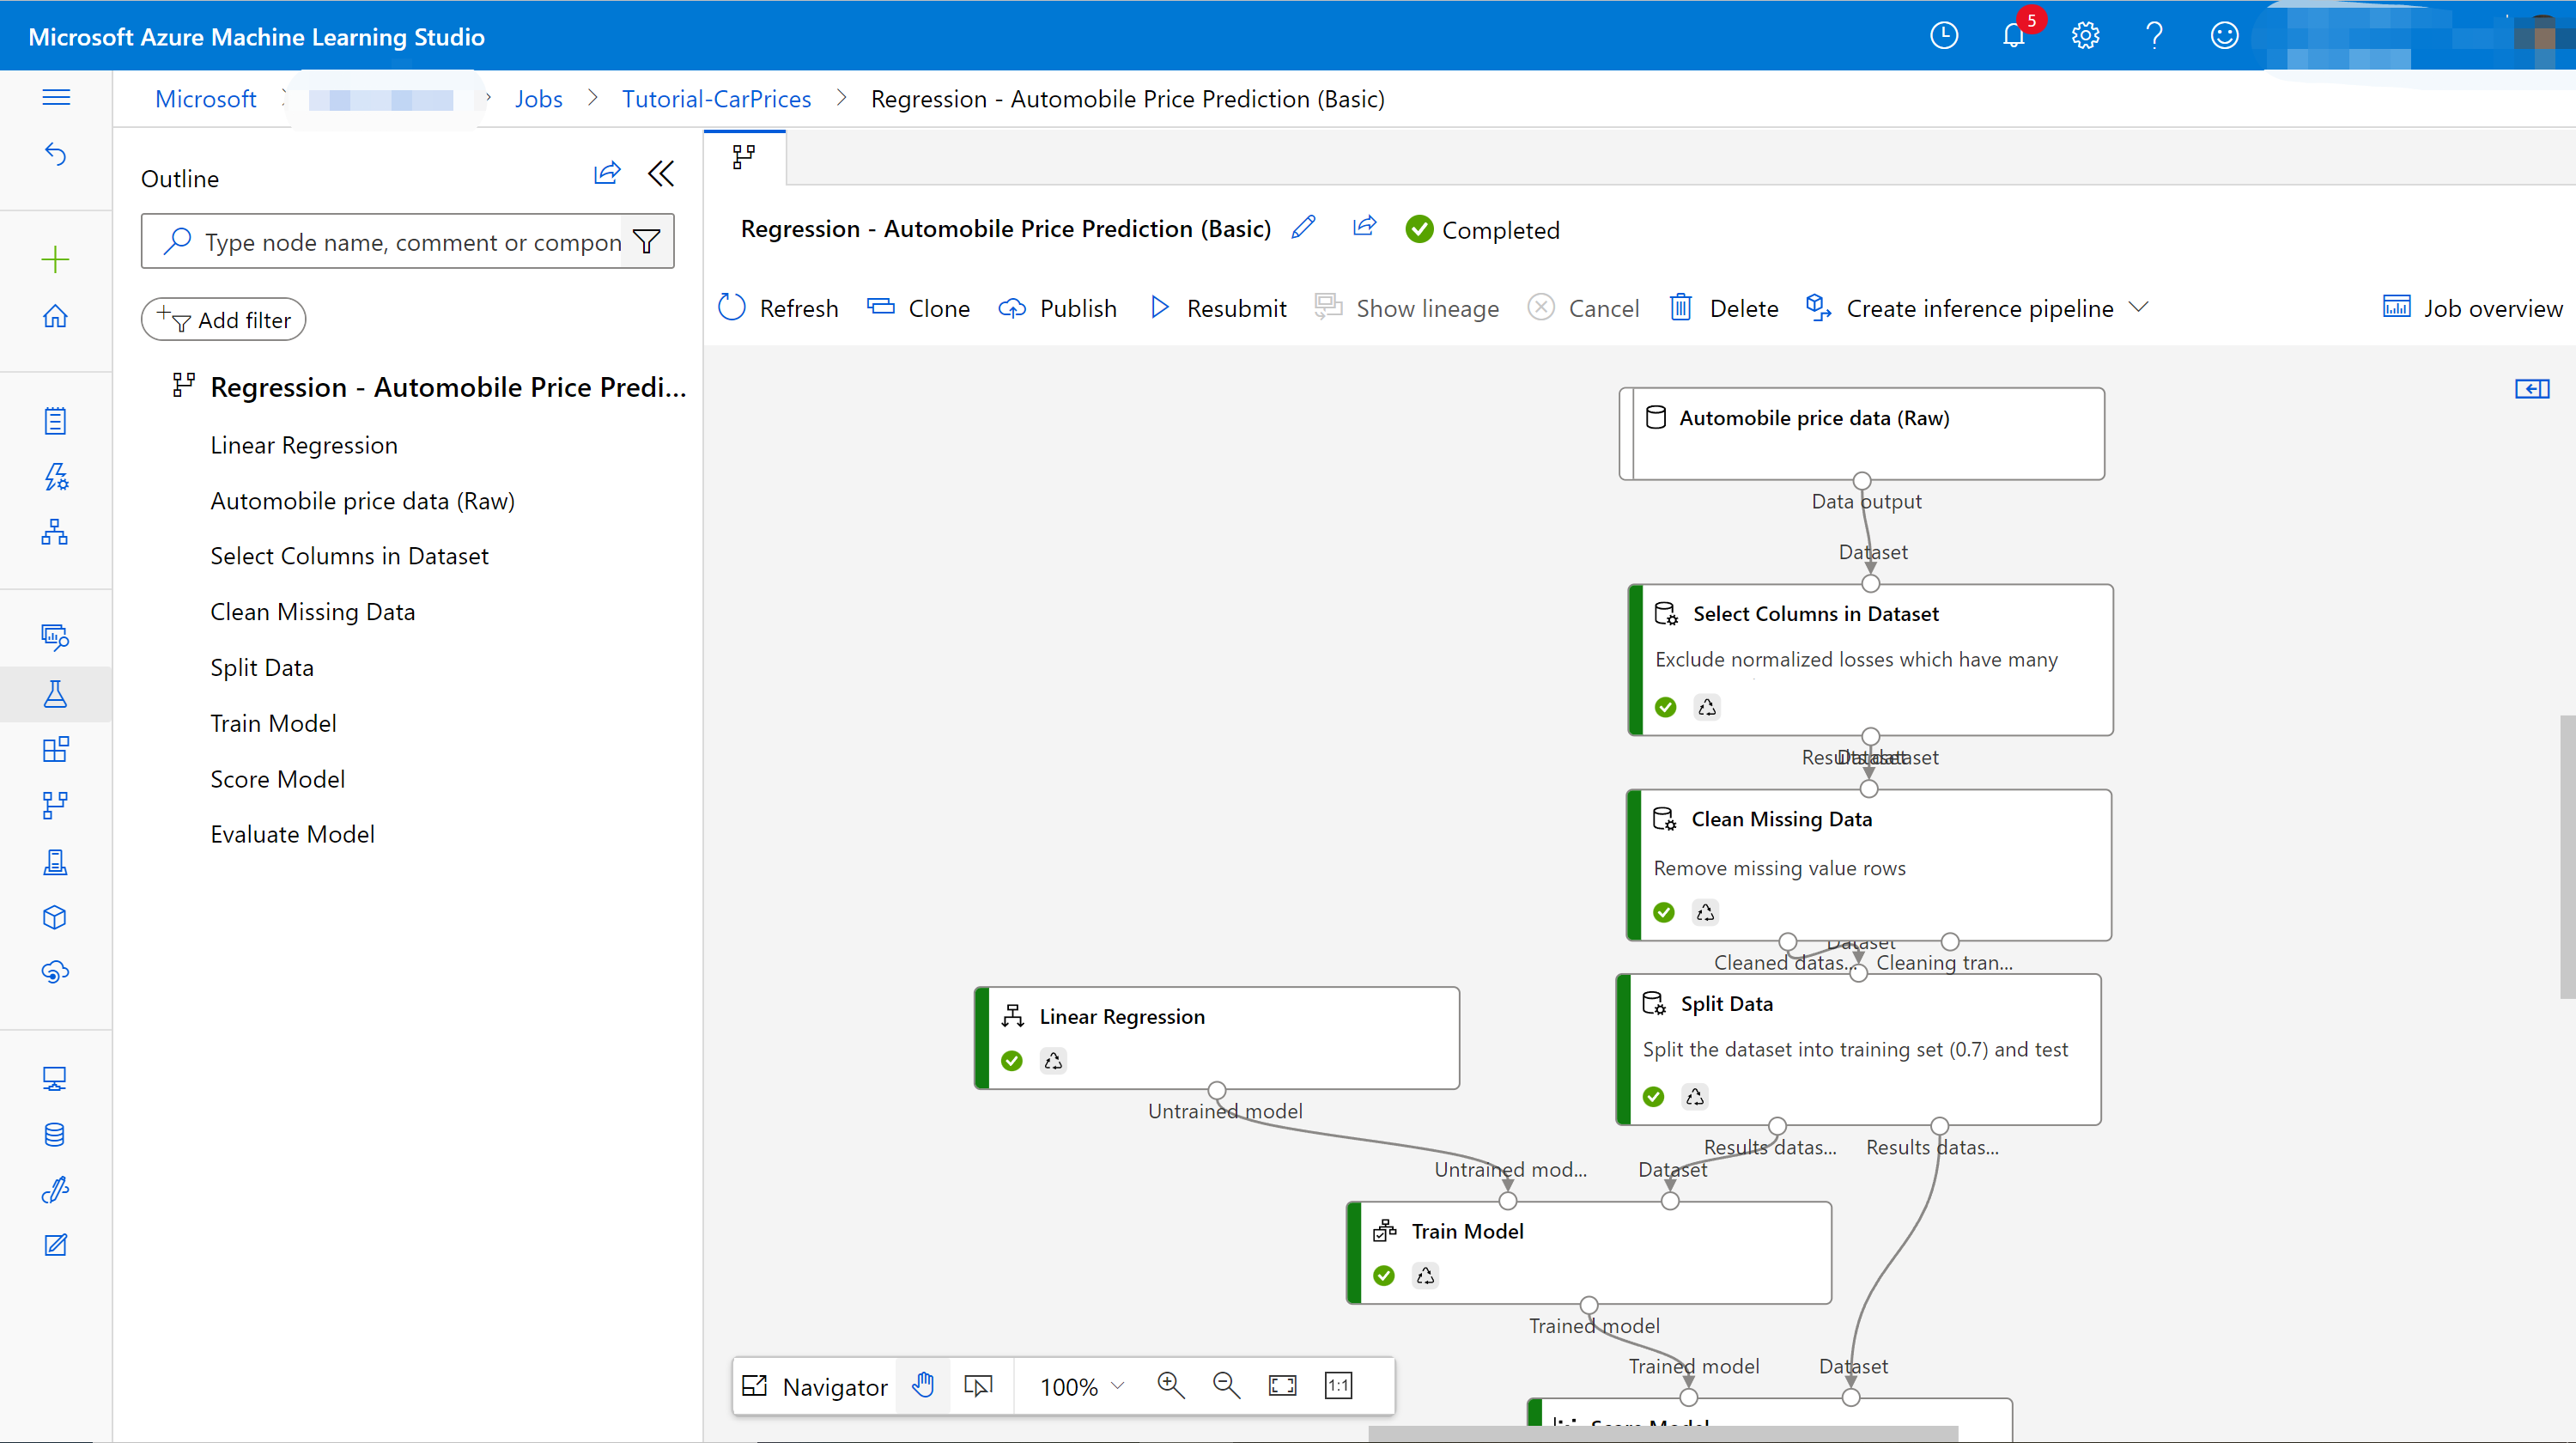 Microsoft Azure Machine Learning Studio
5
Microsoft
Jobs
Tutorial-CarPrices
Regression - Automobile Price Prediction (Basic)
Outline
Type node name, comment or compon
Add filter
Regression - Automobile Price Predi...
Linear Regression
Automobile price data (Raw)
Select Columns in Dataset
Clean Missing Data
Split Data
Train Model
Score Model
Evaluate Model
Regression - Automobile Price Prediction (Basic)
Completed
Refresh
Clone
Publish
Resubmit
Show lineage
Cancel
Delete
Create inference pipeline
Job overview
Automobile price data (Raw)
Data output
Dataset
Select Columns in Dataset
Exclude normalized losses which have many
Results dataset
Dataset
Clean Missing Data
Remove missing value rows
Dataset
Cleaned datas...
Cleaning tran...
Split Data
Split the dataset into training set (0.7) and test
Results datas...
Results datas...
Linear Regression
Untrained model
Untrained mod...
Dataset
Train Model
Trained model
Trained model
Dataset
Score Model
Navigator
100%
1:1